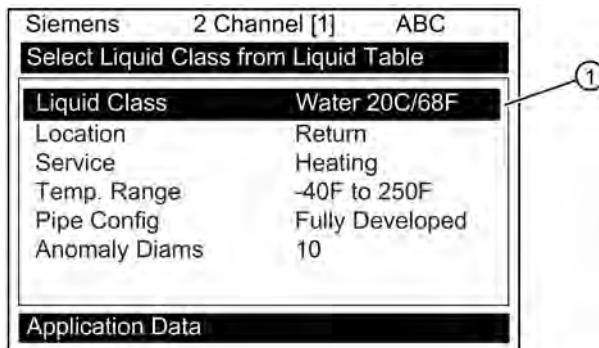 Siemens 2 Channel [1] ABC
Select Liquid Class from Liquid Table
1
Liquid Class Water 20C/68F
Location Return
Service Heating
Temp. Range -40F to 250F
Pipe Config Fully Developed
Anomaly Diams 10
Application Data